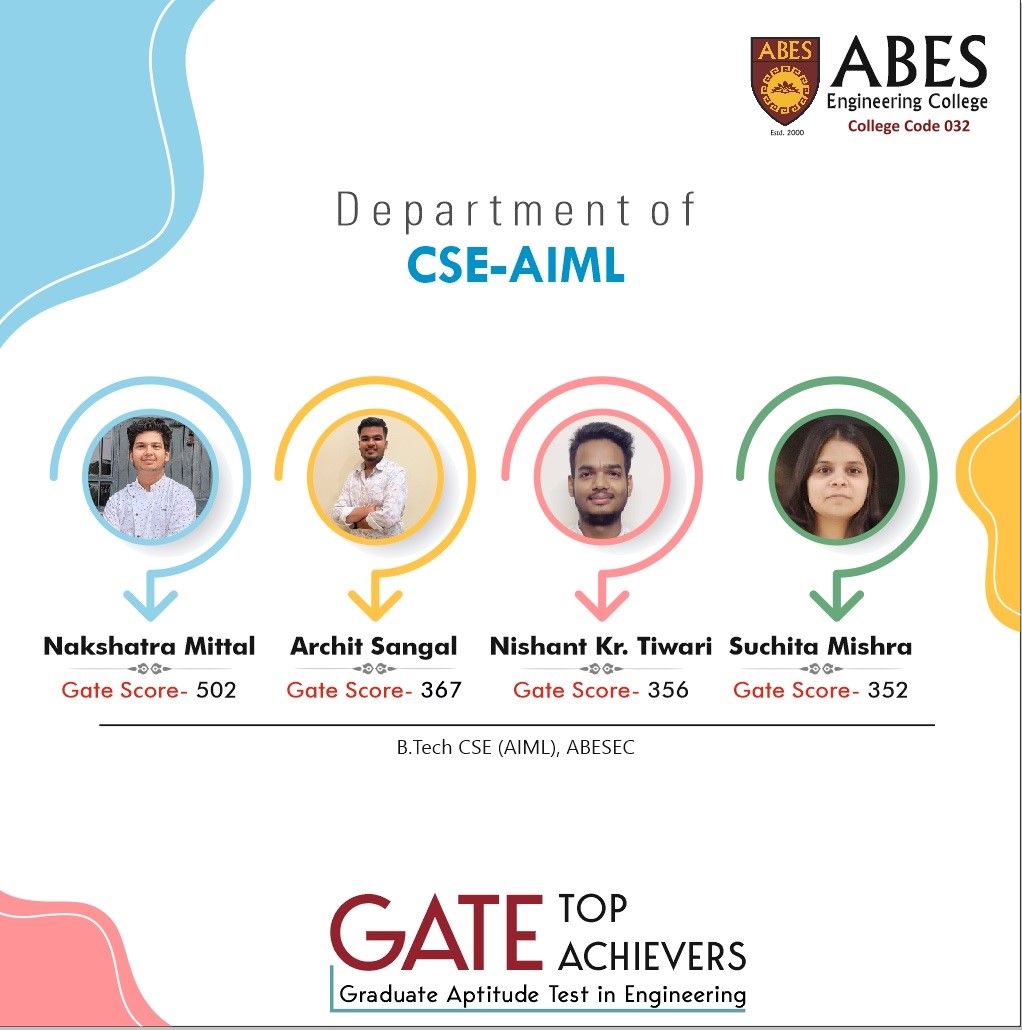 ABES
Estd. 2000
ABES
Engineering College
College Code 032
Department of
CSE-AIML
Nakshatra Mittal
Gate Score- 502
Archit Sangal
Gate Score- 367
Nishant Kr. Tiwari
Gate Score- 356
Suchita Mishra
Gate Score- 352
B.Tech CSE (AIML), ABESEC
GATE TOP
ACHIEVERS
Graduate Aptitude Test in Engineering